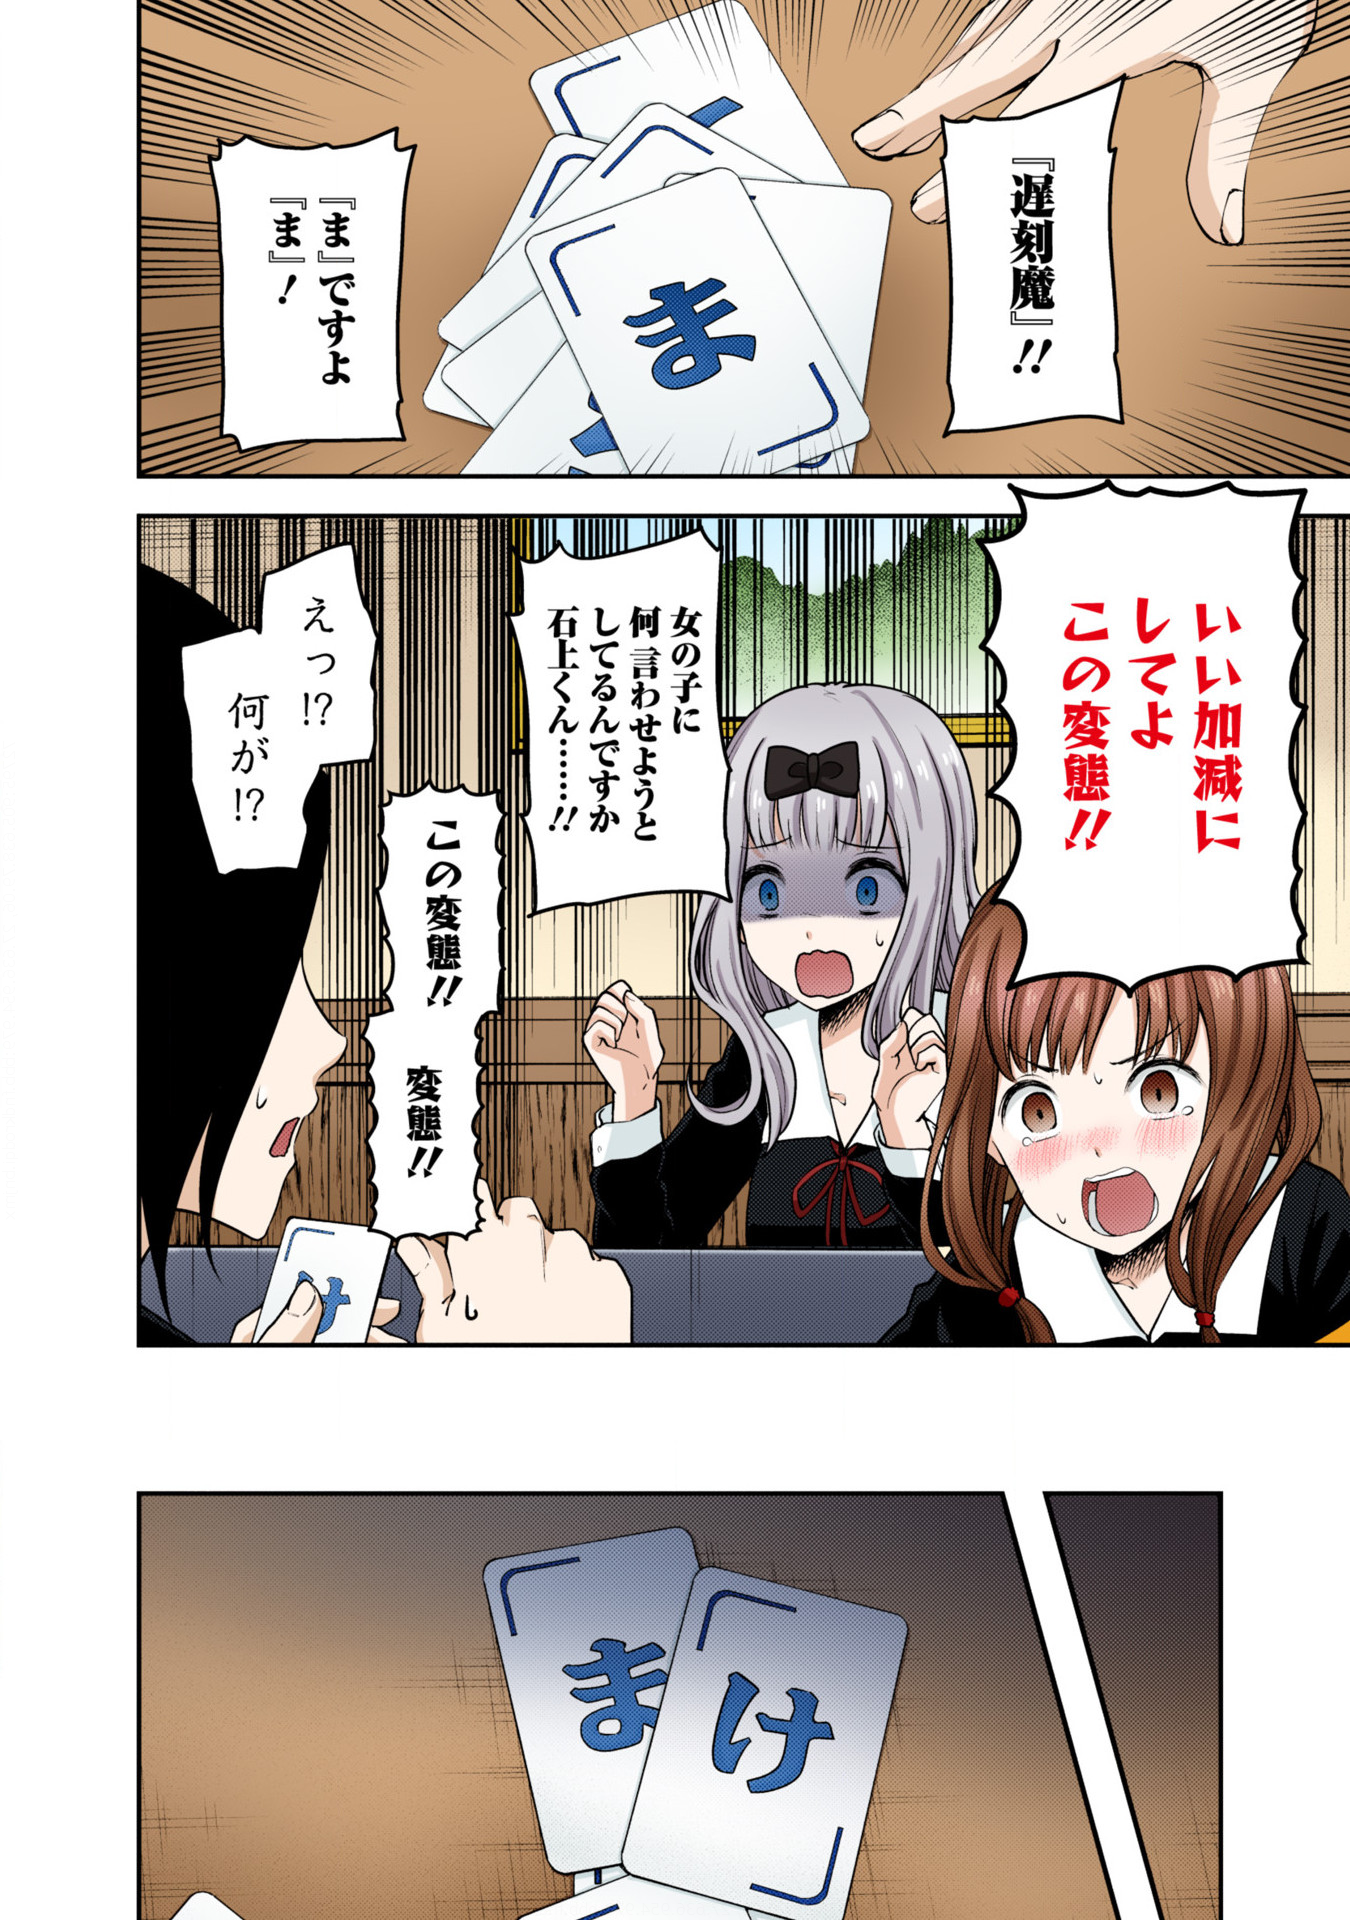 『遅刻魔』!!
ま
『ま』ですよ
『ま』!
いい加減に
してよ
この変態!!
女の子に
何言わせようと
してるんですか
石上くん……!!
この変態!!
変態!!
えっ!?
何が!?
け
け
ま